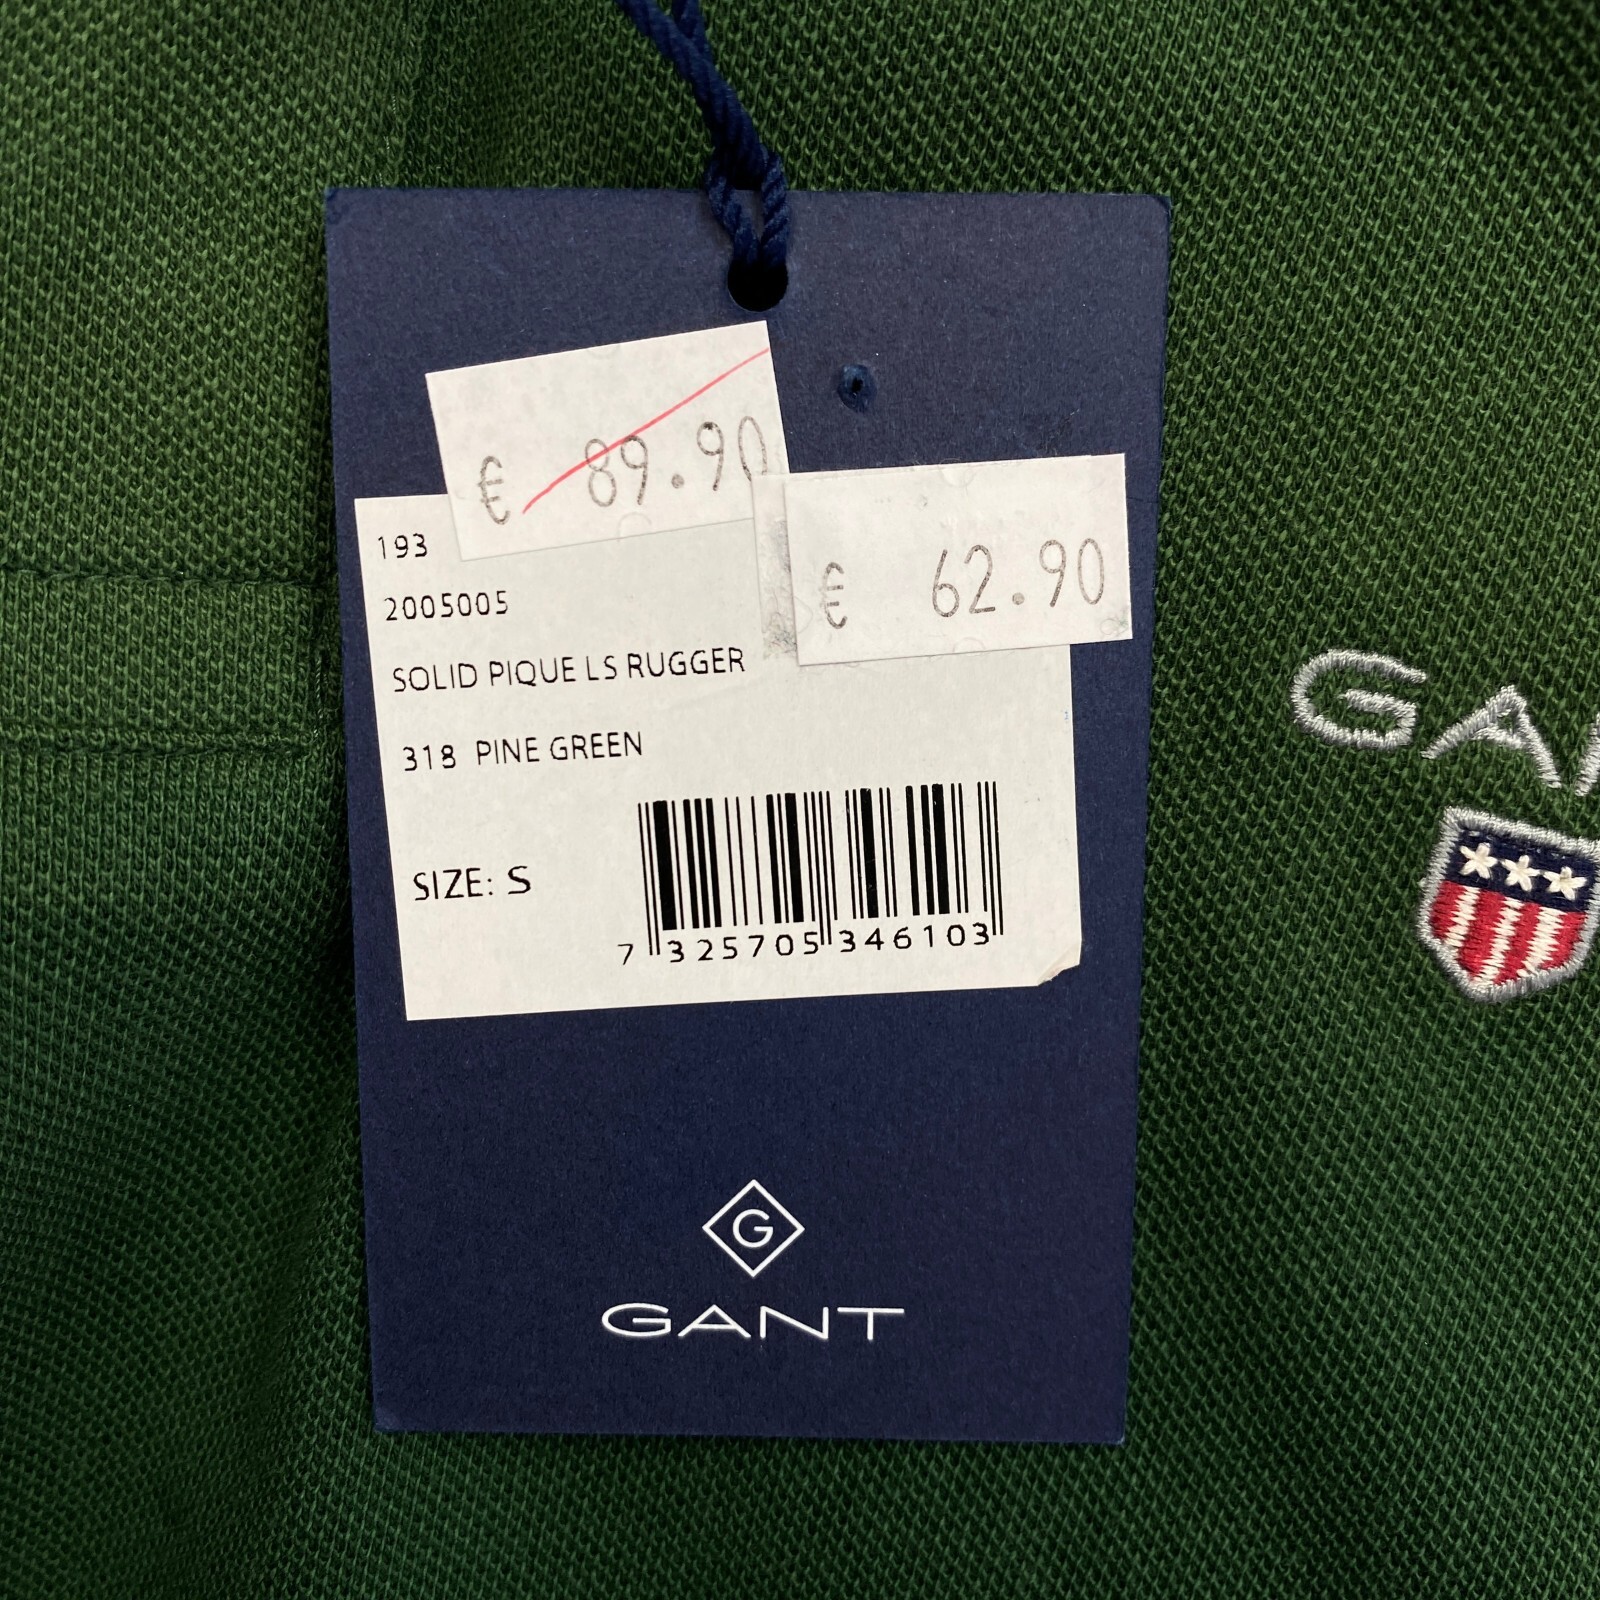 € 89.90
€ 62.90
193
2005005
SOLID PIQUE LS RUGGER
318 PINE GREEN
SIZE: S
7 325705 346103
G
GANT
GAN